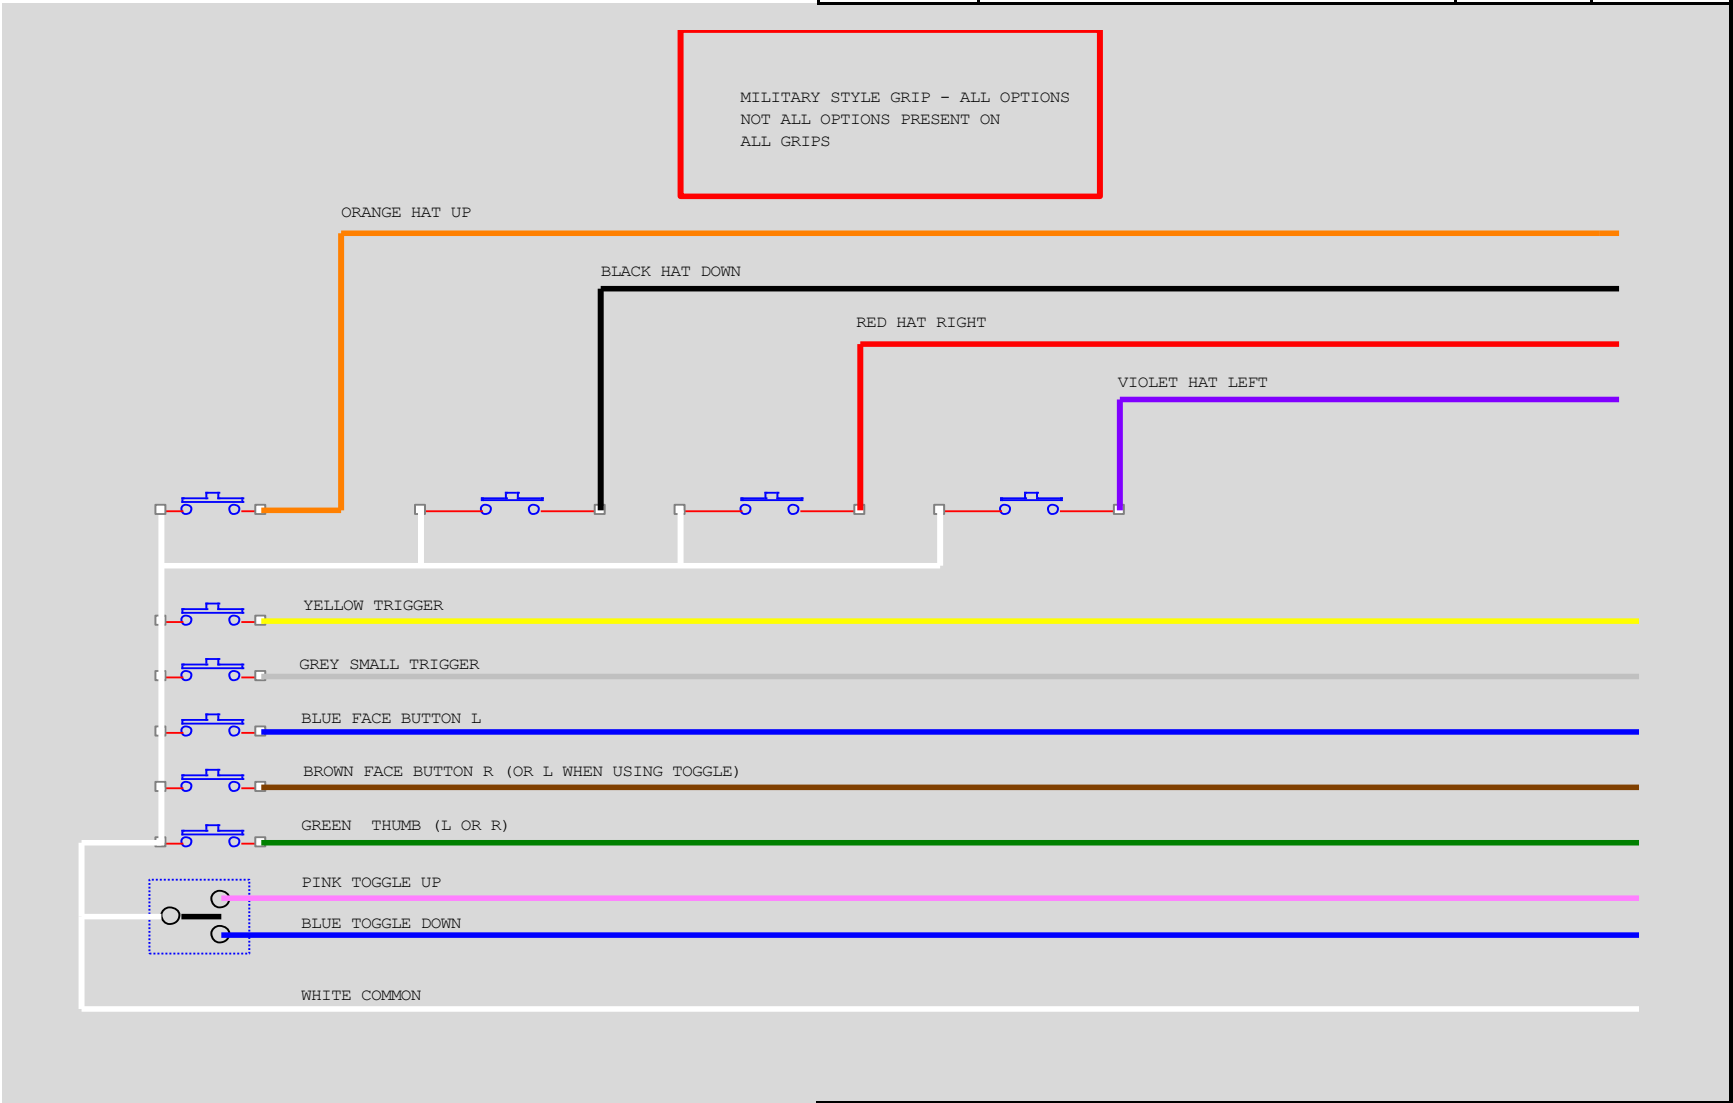 MILITARY STYLE GRIP - ALL OPTIONS
NOT ALL OPTIONS PRESENT ON
ALL GRIPS
ORANGE HAT UP
BLACK HAT DOWN
RED HAT RIGHT
VIOLET HAT LEFT
YELLOW TRIGGER
GREY SMALL TRIGGER
BLUE FACE BUTTON L
BROWN FACE BUTTON R (OR L WHEN USING TOGGLE)
GREEN  THUMB (L OR R)
PINK TOGGLE UP
BLUE TOGGLE DOWN
WHITE COMMON